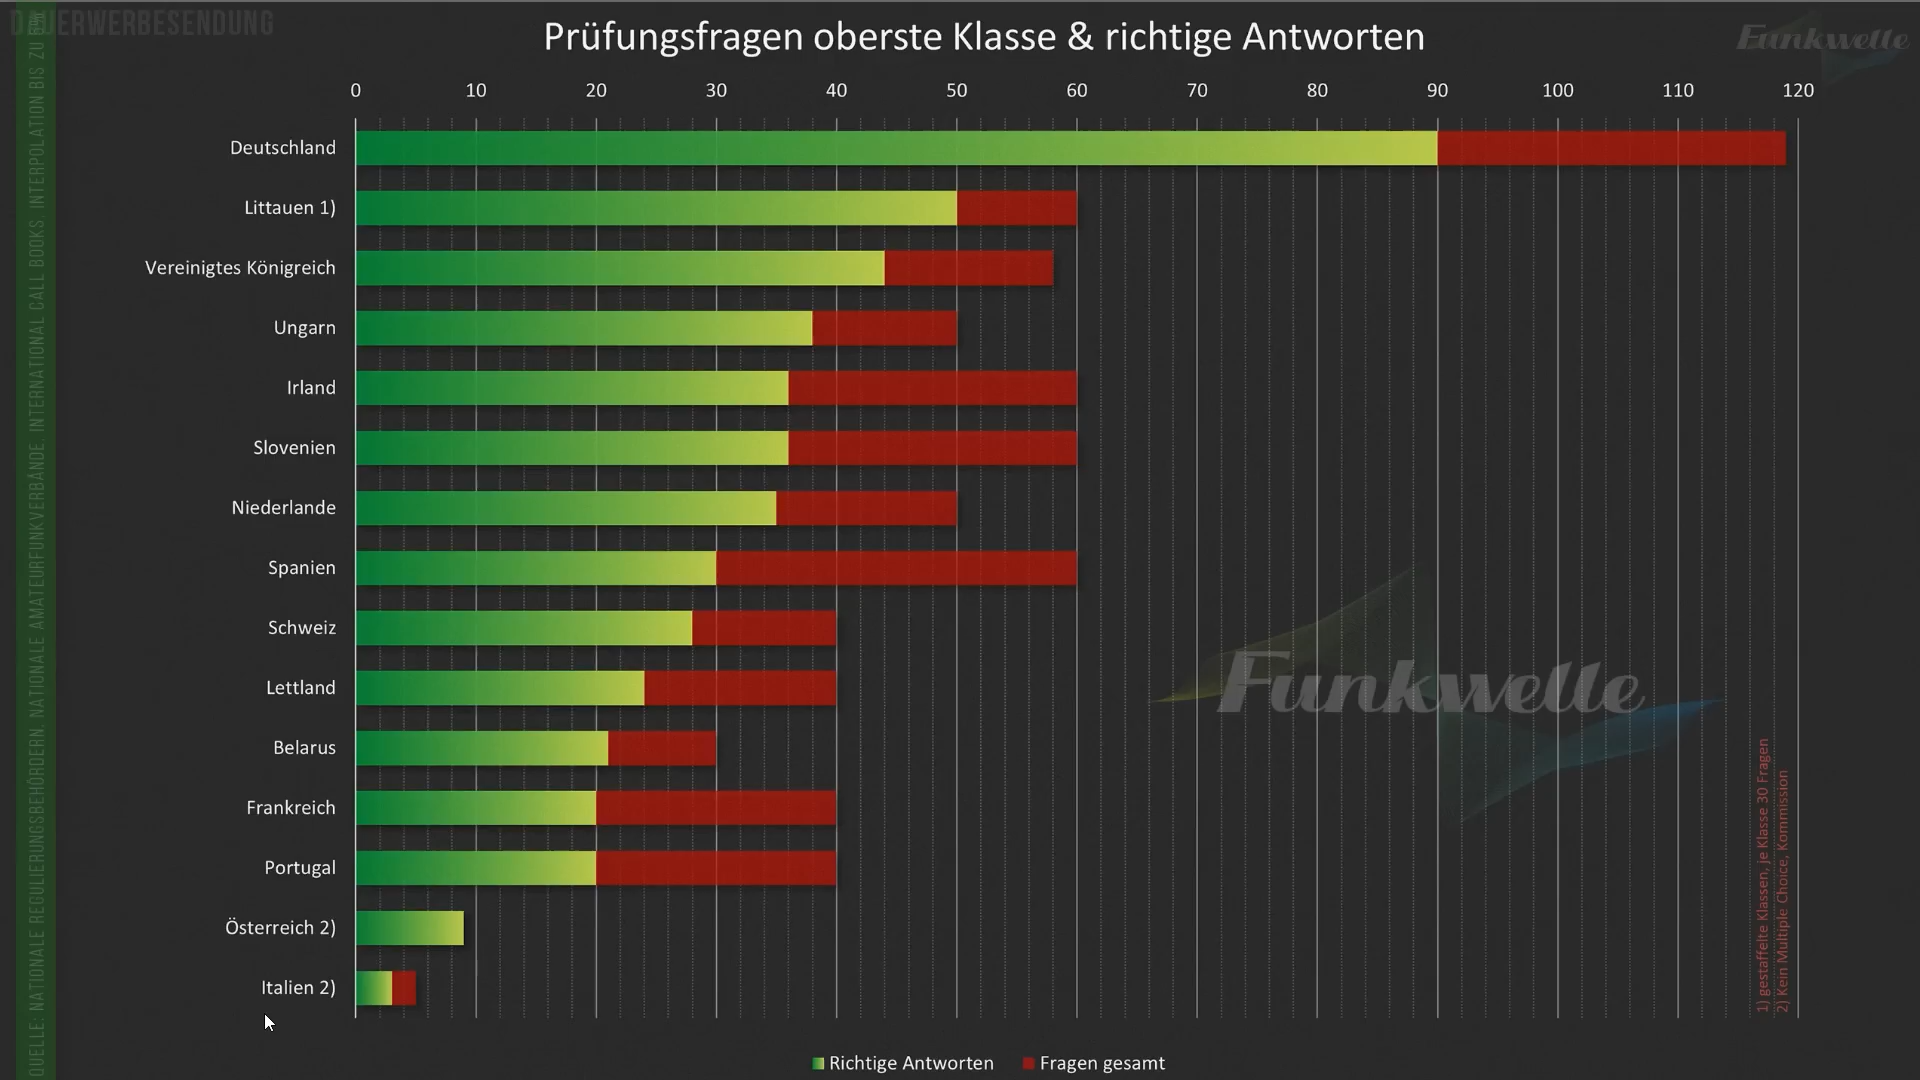 DAUERWERBESENDUNG
Prüfungsfragen oberste Klasse & richtige Antworten
Funkwelle
0 10 20 30 40 50 60 70 80 90 100 110 120
Deutschland
Littauen 1)
Vereinigtes Königreich
Ungarn
Irland
Slovenien
Niederlande
Spanien
Schweiz
Lettland
Belarus
Frankreich
Portugal
Österreich 2)
Italien 2)
Funkwelle
1) gestaffelte Klassen, je Klasse 30 Fragen
2) Kein Multiple Choice, Kommission
Richtige Antworten Fragen gesamt
QUELLE: NATIONALE REGULIERUNGSBEHÖRDERN. NATIONALE AMATEURFUNKVERBÄNDE. INTERNATIONAL CALL BOOKS. INTERPOLATION BIS ZU